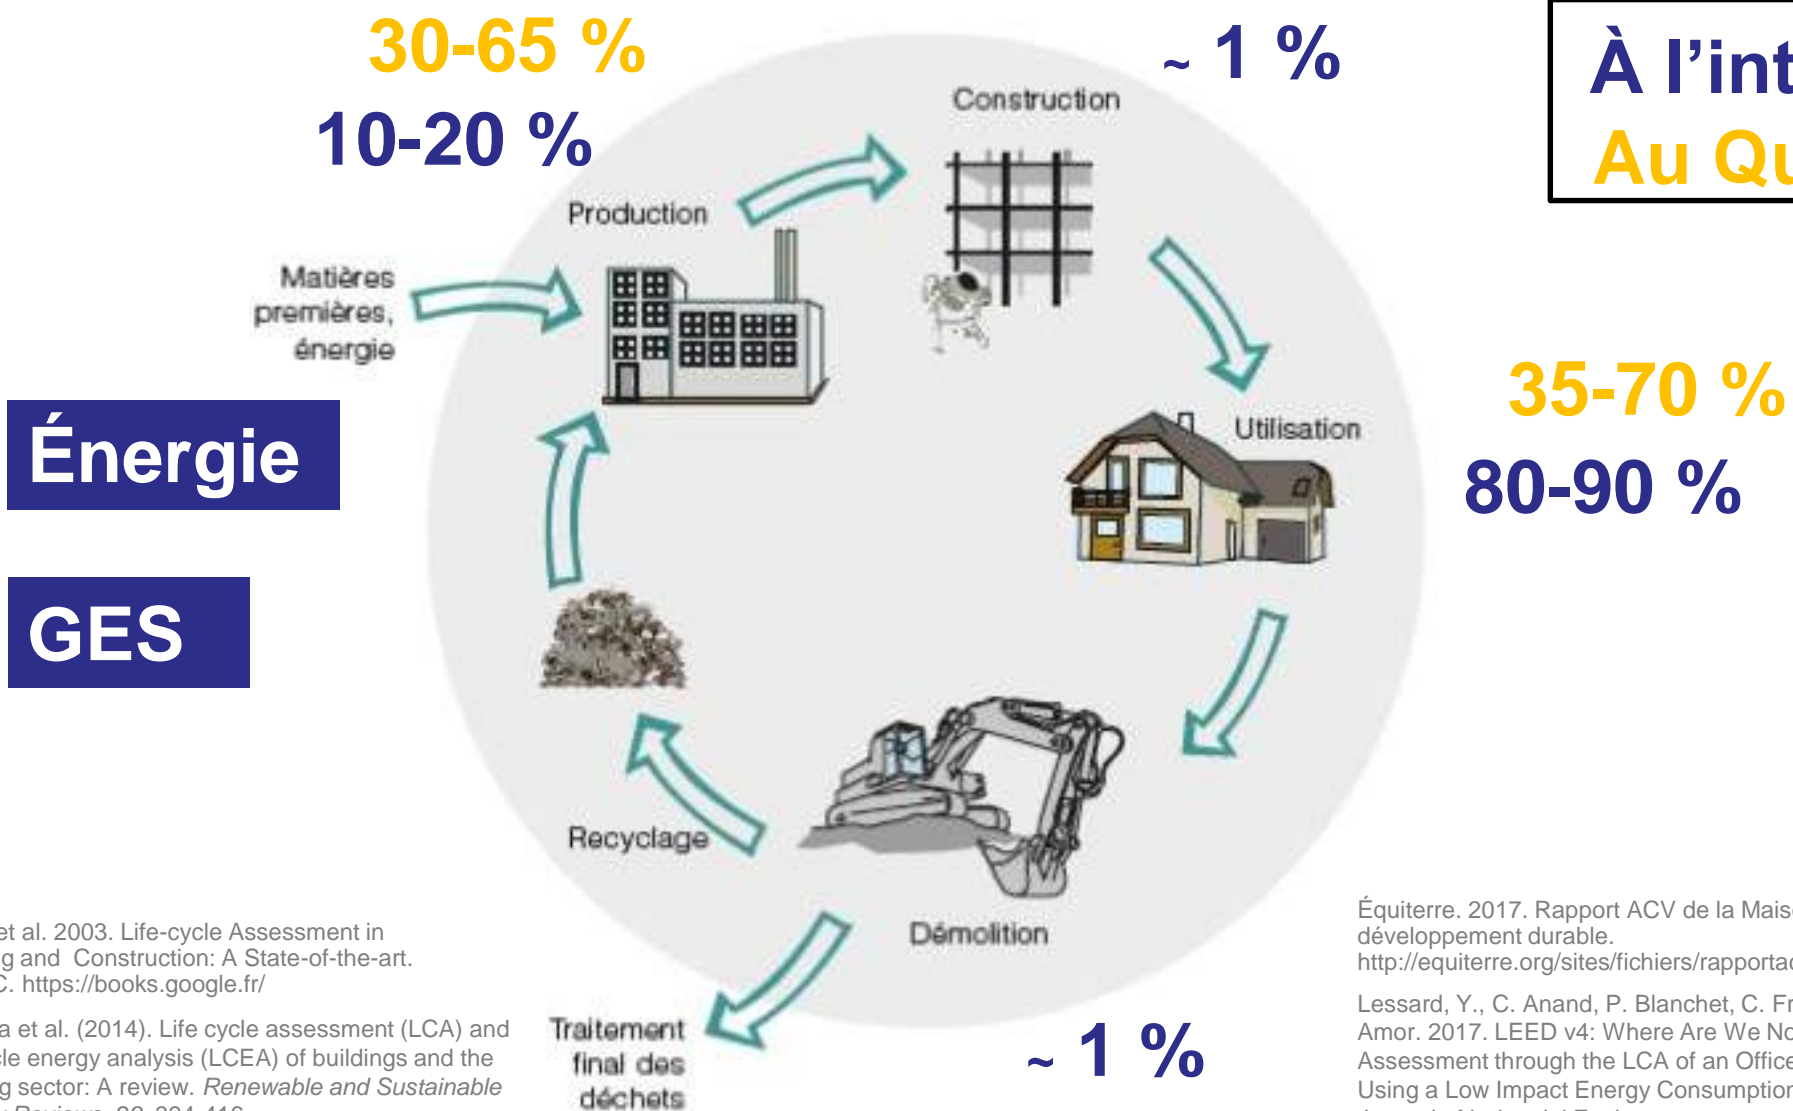 30-65 %
10-20 %
~ 1 %
À l'int
Au Qu
Construction
Production
Matières
premières,
énergie
35-70 %
80-90 %
Utilisation
Énergie
GES
Recyclage
Démolition
Traitement
final des
déchets
~ 1 %
et al. 2003. Life-cycle Assessment in
g and Construction: A State-of-the-art.
C. https://books.google.fr/
a et al. (2014). Life cycle assessment (LCA) and
cle energy analysis (LCEA) of buildings and the
g sector: A review. Renewable and Sustainable
Reviews
Équiterre. 2017. Rapport ACV de la Mais
développement durable.
http://equiterre.org/sites/fichiers/rapportac
Lessard, Y., C. Anand, P. Blanchet, C. Fr
Amor. 2017. LEED v4: Where Are We No
Assessment through the LCA of an Office
Using a Low Impact Energy Consumption